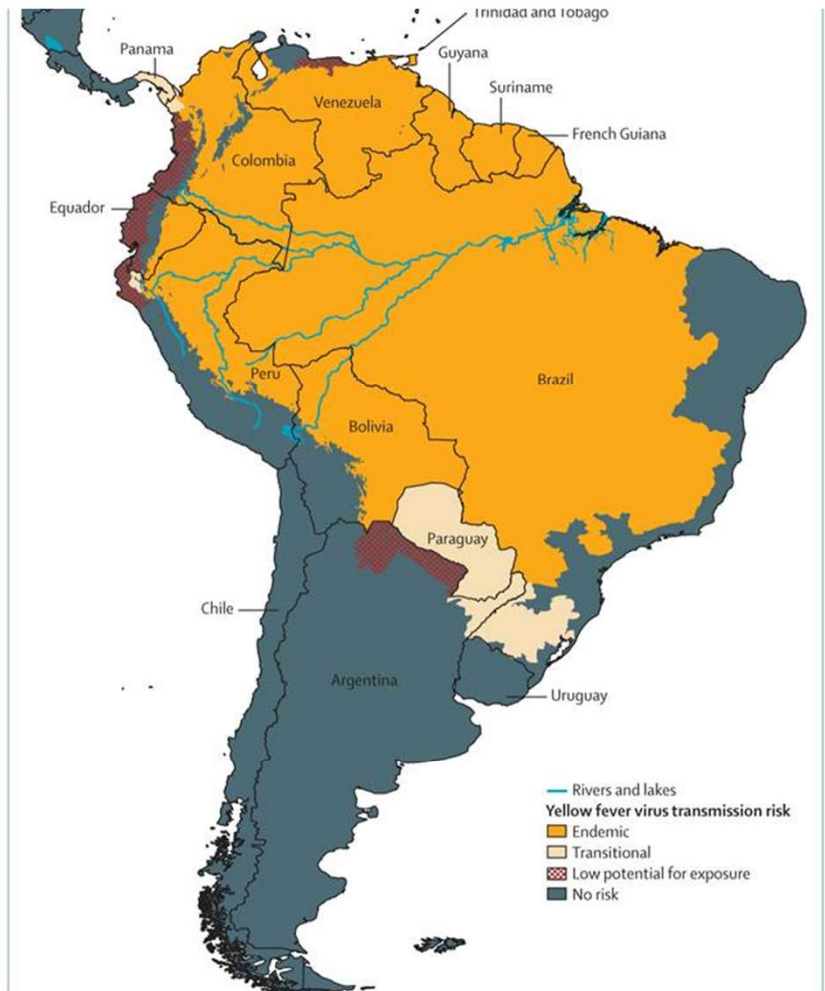 Trinidad and Tobago
Panama
Guyana
Venezuela
Suriname
French Guiana
Colombia
Equador
Peru
Brazil
Bolivia
Paraguay
Chile
Argentina
Uruguay
Rivers and lakes
Yellow fever virus transmission risk
Endemic
Transitional
Low potential for exposure
No risk